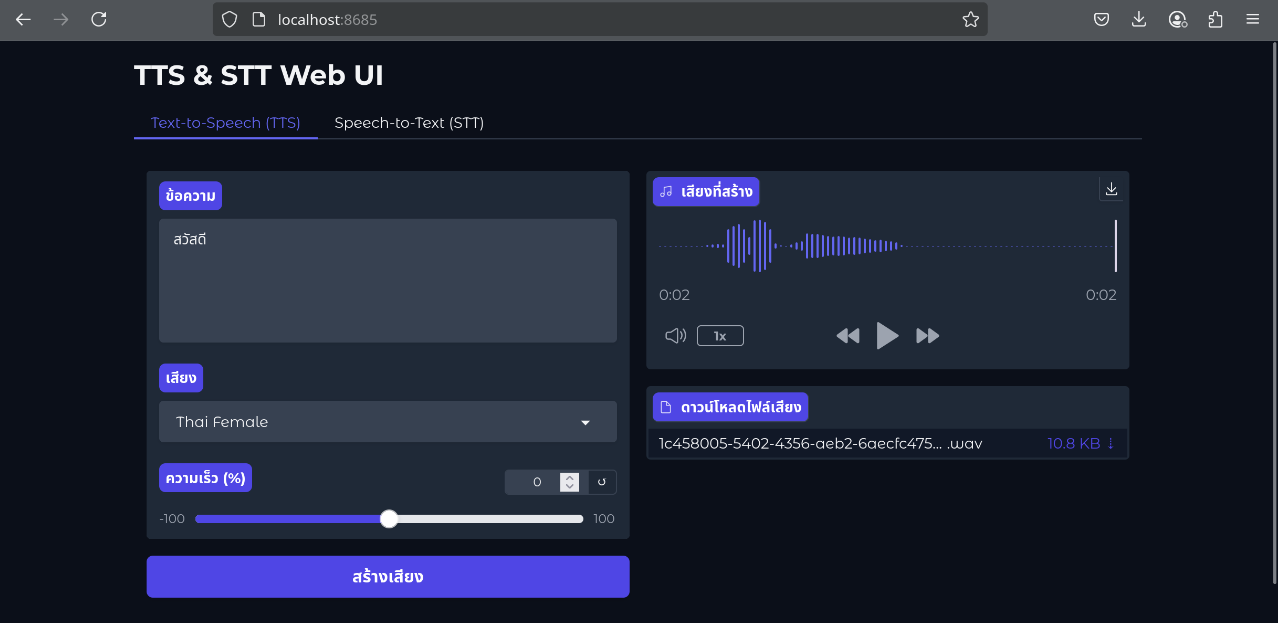 localhost:8685
TTS & STT Web UI
Text-to-Speech (TTS)
Speech-to-Text (STT)
ข้อความ
สวัสดี
เสียง
Thai Female
ความเร็ว (%)
0
-100
100
สร้างเสียง
เสียงที่สร้าง
0:02
0:02
1x
ดาวน์โหลดไฟล์เสียง
1c458005-5402-4356-aeb2-6aecfc475... .wav
10.8 KB ↓